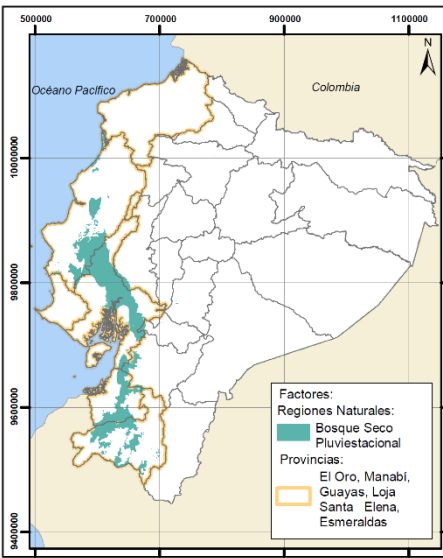 500000 700000 900000 1100000
N
Océano Pacífico
Colombia
10000000
9800000
9600000
9400000
Factores:
Regiones Naturales:
Bosque Seco
Pluviestacional
Provincias:
El Oro, Manabí,
Guayas, Loja
Santa Elena,
Esmeraldas